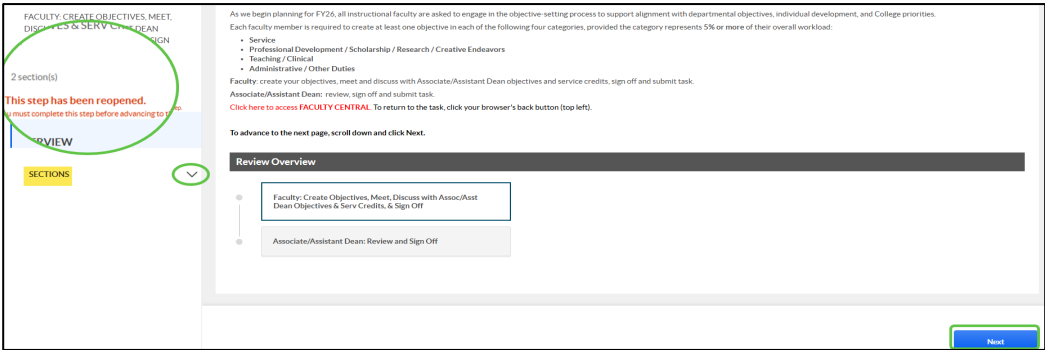 FACULTY: CREATE OBJECTIVES, MEET,
DEAN
SIGN
2 section(s)
This step has been reopened.
must complete this step before advancing to
SECTIONS
As we begin planning for FY26, all instructional faculty are asked to engage in the objective-setting process to support alignment with departmental objectives, individual development, and College priorities.
Each faculty member is required to create at least one objective in each of the following four categories, provided the category represents 5% or more of their overall workload:
• Service
• Professional Development / Scholarship / Research / Creative Endeavors
• Teaching / Clinical
• Administrative / Other Duties
Faculty: create your objectives, meet and discuss with Associate/Assistant Dean objectives and service credits, sign off and submit task.
Associate/Assistant Dean: review, sign off and submit task.
Click here to access FACULTY CENTRAL. To return to the task, click your browser's back button (top left).
To advance to the next page, scroll down and click Next.
Review Overview
Faculty: Create Objectives, Meet, Discuss with Assoc/Asst
Dean Objectives & Serv Credits, & Sign Off
Associate/Assistant Dean: Review and Sign Off
Next